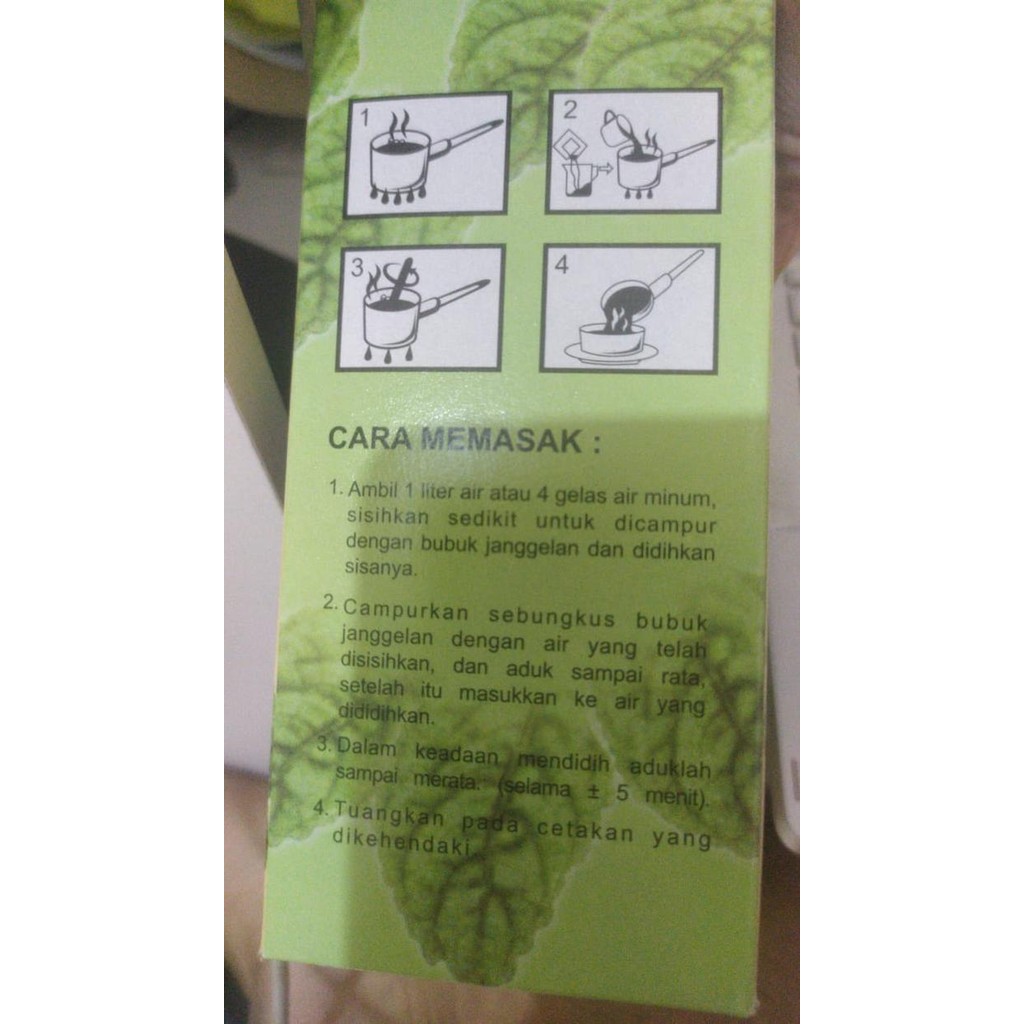 1
2
3
4
CARA MEMASAK :
1. Ambil 1 liter air atau 4 gelas air minum,
sisihkan sedikit untuk dicampur
dengan bubuk janggelan dan didihkan
sisanya.
2. Campurkan sebungkus bubuk
janggelan dengan air yang telah
disisihkan, dan aduk sampai rata,
setelah itu masukkan ke air yang
dididihkan.
3. Dalam keadaan mendidih aduklah
sampai merata. (selama ± 5 menit).
4. Tuangkan pada cetakan yang
dikehendaki